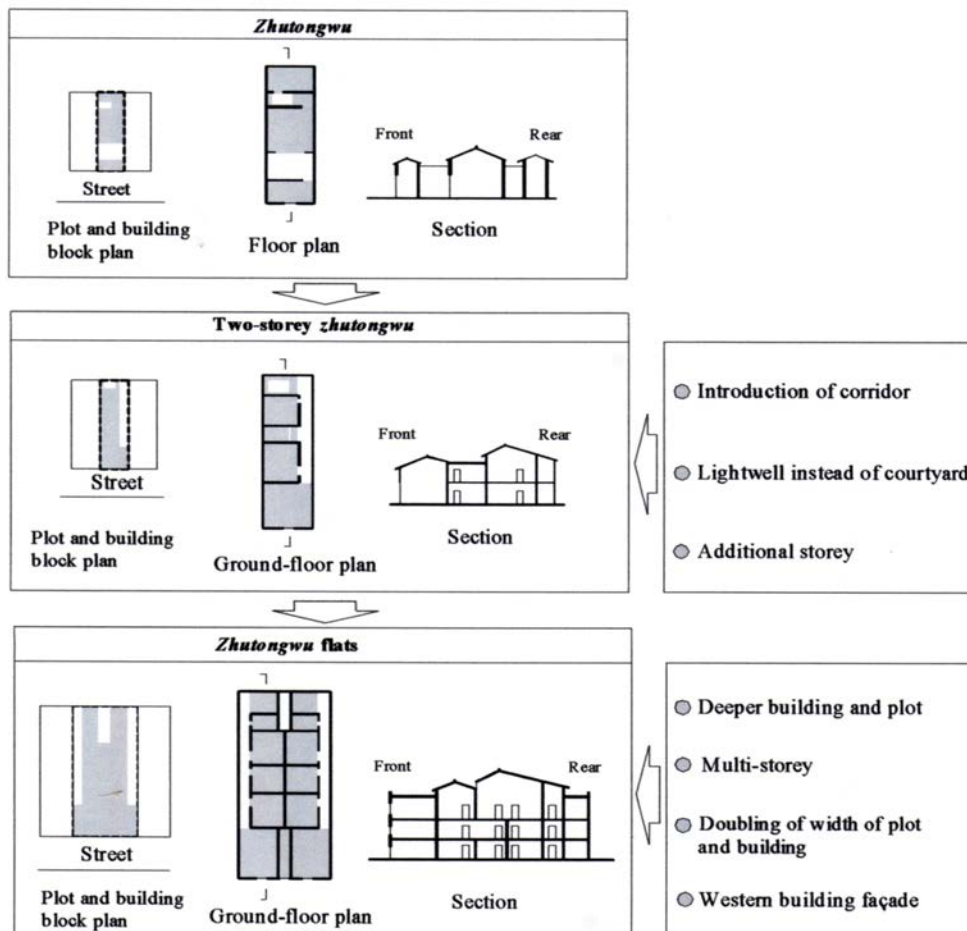 Zhutongwu
Front
Rear
Street
Plot and building
block plan
Floor plan
Section
Two-storey zhutongwu
Front
Rear
Street
Plot and building
block plan
Ground-floor plan
Section
Introduction of corridor
Lightwell instead of courtyard
Additional storey
Zhutongwu flats
Front
Rear
Street
Plot and building
block plan
Ground-floor plan
Section
Deeper building and plot
Multi-storey
Doubling of width of plot
and building
Western building façade